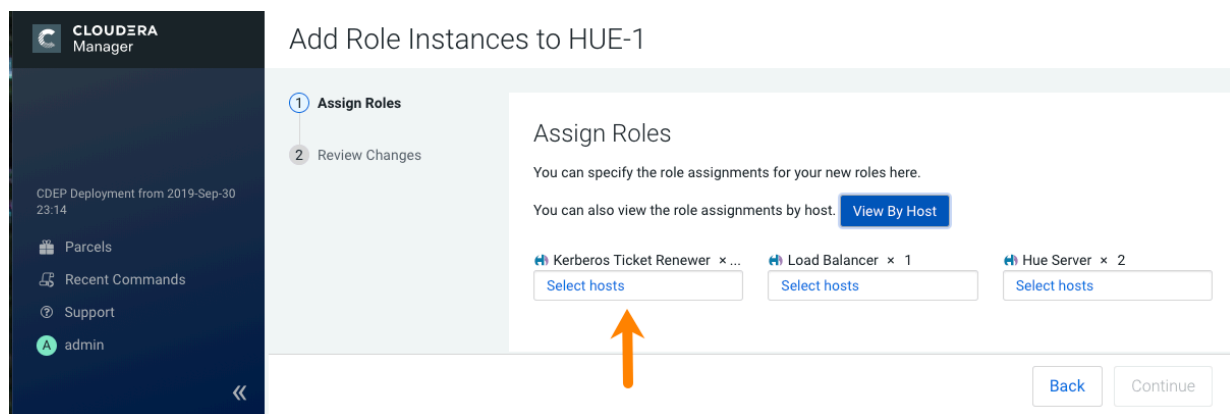 CLOUDERA
Manager
Add Role Instances to HUE-1
1 Assign Roles
2 Review Changes
CDEP Deployment from 2019-Sep-30
23:14
Parcels
Recent Commands
Support
A admin
Assign Roles
You can specify the role assignments for your new roles here.
You can also view the role assignments by host. View By Host
Kerberos Ticket Renewer × ... Load Balancer × 1 Hue Server × 2
Select hosts Select hosts Select hosts
Back Continue